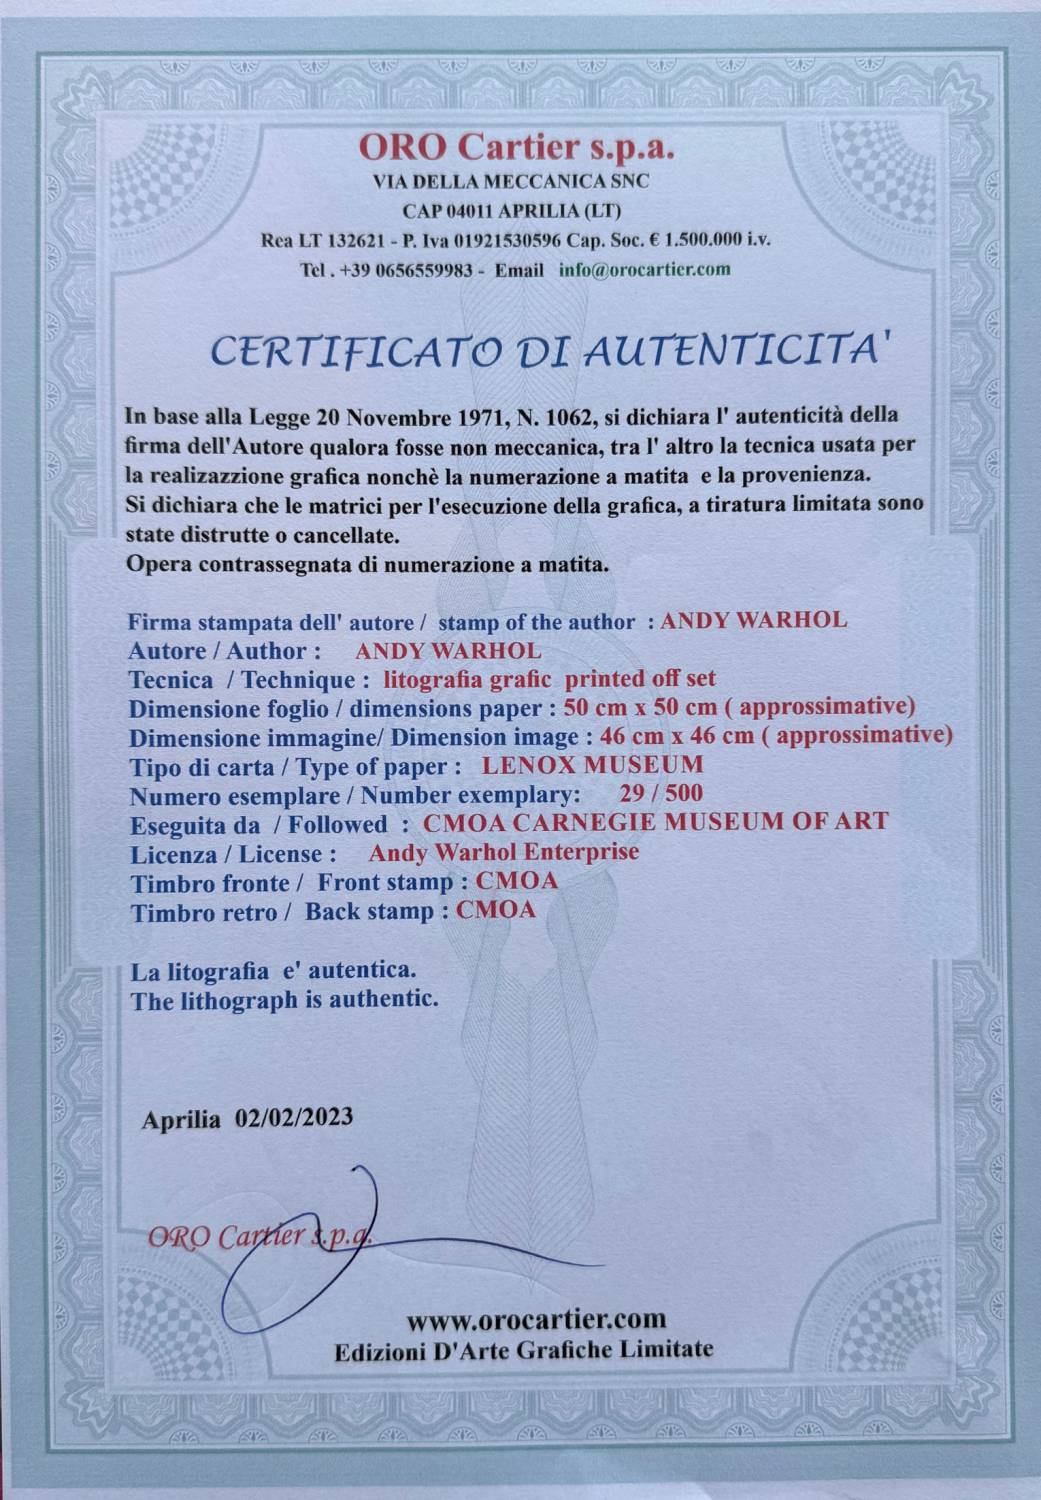 ORO Cartier s.p.a.
VIA DELLA MECCANICA SNC
CAP 04011 APRILIA (LT)
Rea LT 132621 - P. Iva 01921530596 Cap. Soc. € 1.500.000 i.v.
Tel . +39 0656559983 - Email info@orocartier.com
CERTIFICATO DI AUTENTICITA'
In base alla Legge 20 Novembre 1971, N. 1062, si dichiara l' autenticità della
firma dell'Autore qualora fosse non meccanica, tra l' altro la tecnica usata per
la realizazzione grafica nonchè la numerazione a matita e la provenienza.
Si dichiara che le matrici per l'esecuzione della grafica, a tiratura limitata sono
state distrutte o cancellate.
Opera contrassegnata di numerazione a matita.
Firma stampata dell' autore / stamp of the author : ANDY WARHOL
Autore / Author : ANDY WARHOL
Tecnica / Technique : litografia grafic printed off set
Dimensione foglio / dimensions paper : 50 cm x 50 cm ( approssimative)
Dimensione immagine/ Dimension image : 46 cm x 46 cm ( approssimative)
Tipo di carta / Type of paper : LENOX MUSEUM
Numero esemplare / Number exemplary: 29 / 500
Eseguita da / Followed : CMOA CARNEGIE MUSEUM OF ART
Licenza / License : Andy Warhol Enterprise
Timbro fronte / Front stamp : CMOA
Timbro retro / Back stamp : CMOA
La litografia e' autentica.
The lithograph is authentic.
Aprilia 02/02/2023
ORO Cartier s.p.a.
www.orocartier.com
Edizioni D'Arte Grafiche Limitate